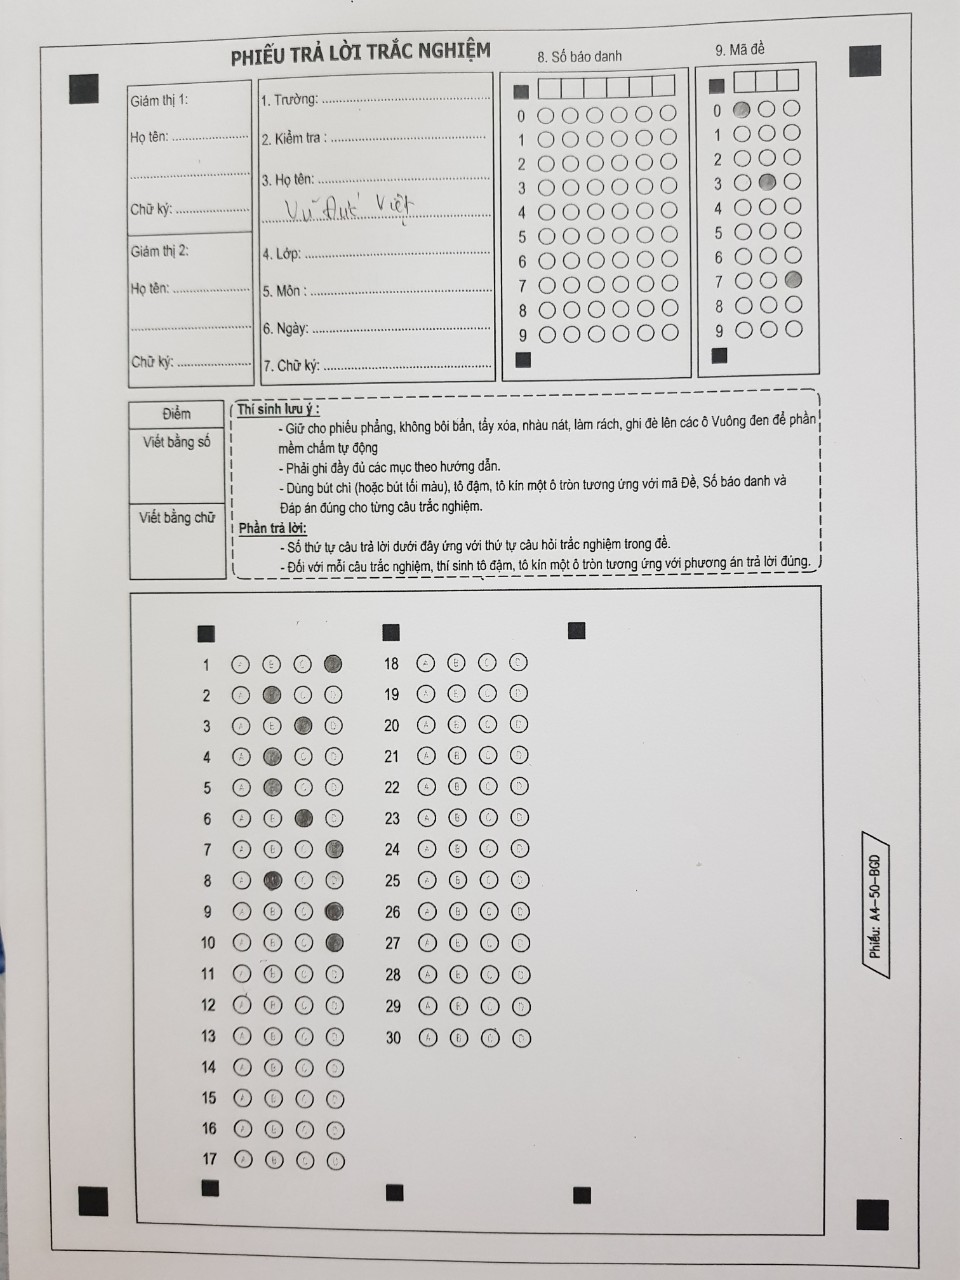 PHIẾU TRẢ LỜI TRẮC NGHIỆM
Giám thị 1:
Họ tên: ........................
........................
Chữ ký: ........................
Giám thị 2:
Họ tên: ........................
........................
Chữ ký: ........................
1. Trường: ........................
2. Kiểm tra : ........................
3. Họ tên: ........................
Vũ Đức Việt
4. Lớp: ........................
5. Môn : ........................
6. Ngày: ........................
7. Chữ ký: ........................
8. Số báo danh
0
1
2
3
4
5
6
7
8
9
9. Mã đề
0
1
2
3
4
5
6
7
8
9
Điểm
Viết bằng số
Viết bằng chữ
Thí sinh lưu ý :
- Giữ cho phiếu phẳng, không bôi bẩn, tẩy xóa, nhàu nát, làm rách, ghi đè lên các ô Vuông đen để phần
mềm chấm tự động
- Phải ghi đầy đủ các mục theo hướng dẫn.
- Dùng bút chì (hoặc bút tối màu), tô đậm, tô kín một ô tròn tương ứng với mã Đề, Số báo danh và
Đáp án đúng cho từng câu trắc nghiệm.
Phần trả lời:
- Số thứ tự câu trả lời dưới đây ứng với thứ tự câu hỏi trắc nghiệm trong đề.
- Đối với mỗi câu trắc nghiệm, thí sinh tô đậm, tô kín một ô tròn tương ứng với phương án trả lời đúng.
1 A B C
2 A C D
3 A B D
4 A C D
5 A C D
6 A B D
7 A B C
8 A C D
9 A B C
10 A B C
11 A B C D
12 A B C D
13 A B C D
14 A B C D
15 A B C D
16 A B C D
17 A B C D
18 A B C D
19 A B C D
20 A B C D
21 A B C D
22 A B C D
23 A B C D
24 A B C D
25 A B C D
26 A B C D
27 A B C D
28 A B C D
29 A B C D
30 A B C D
Phiếu: A4-50-BGD